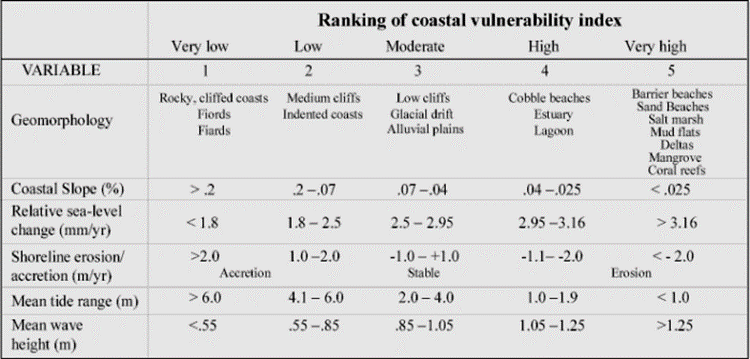 Ranking of coastal vulnerability index
Very low Low Moderate High Very high
VARIABLE 1 2 3 4 5
Geomorphology
Rocky, cliffed coasts
Fiords
Fiards
Medium cliffs
Indented coasts
Low cliffs
Glacial drift
Alluvial plains
Cobble beaches
Estuary
Lagoon
Barrier beaches
Sand Beaches
Salt marsh
Mud flats
Deltas
Mangrove
Coral reefs
Coastal Slope (%) > .2 .2 –.07 .07 –.04 .04 –.025 < .025
Relative sea-level
change (mm/yr) < 1.8 1.8 – 2.5 2.5 – 2.95 2.95 –3.16 > 3.16
Shoreline erosion/
accretion (m/yr)
>2.0 1.0 –2.0 -1.0 – +1.0 -1.1– -2.0 < - 2.0
Accretion Stable Erosion
Mean tide range (m) > 6.0 4.1 – 6.0 2.0 – 4.0 1.0 –1.9 < 1.0
Mean wave
height (m) <.55 .55 –.85 .85 –1.05 1.05 –1.25 >1.25